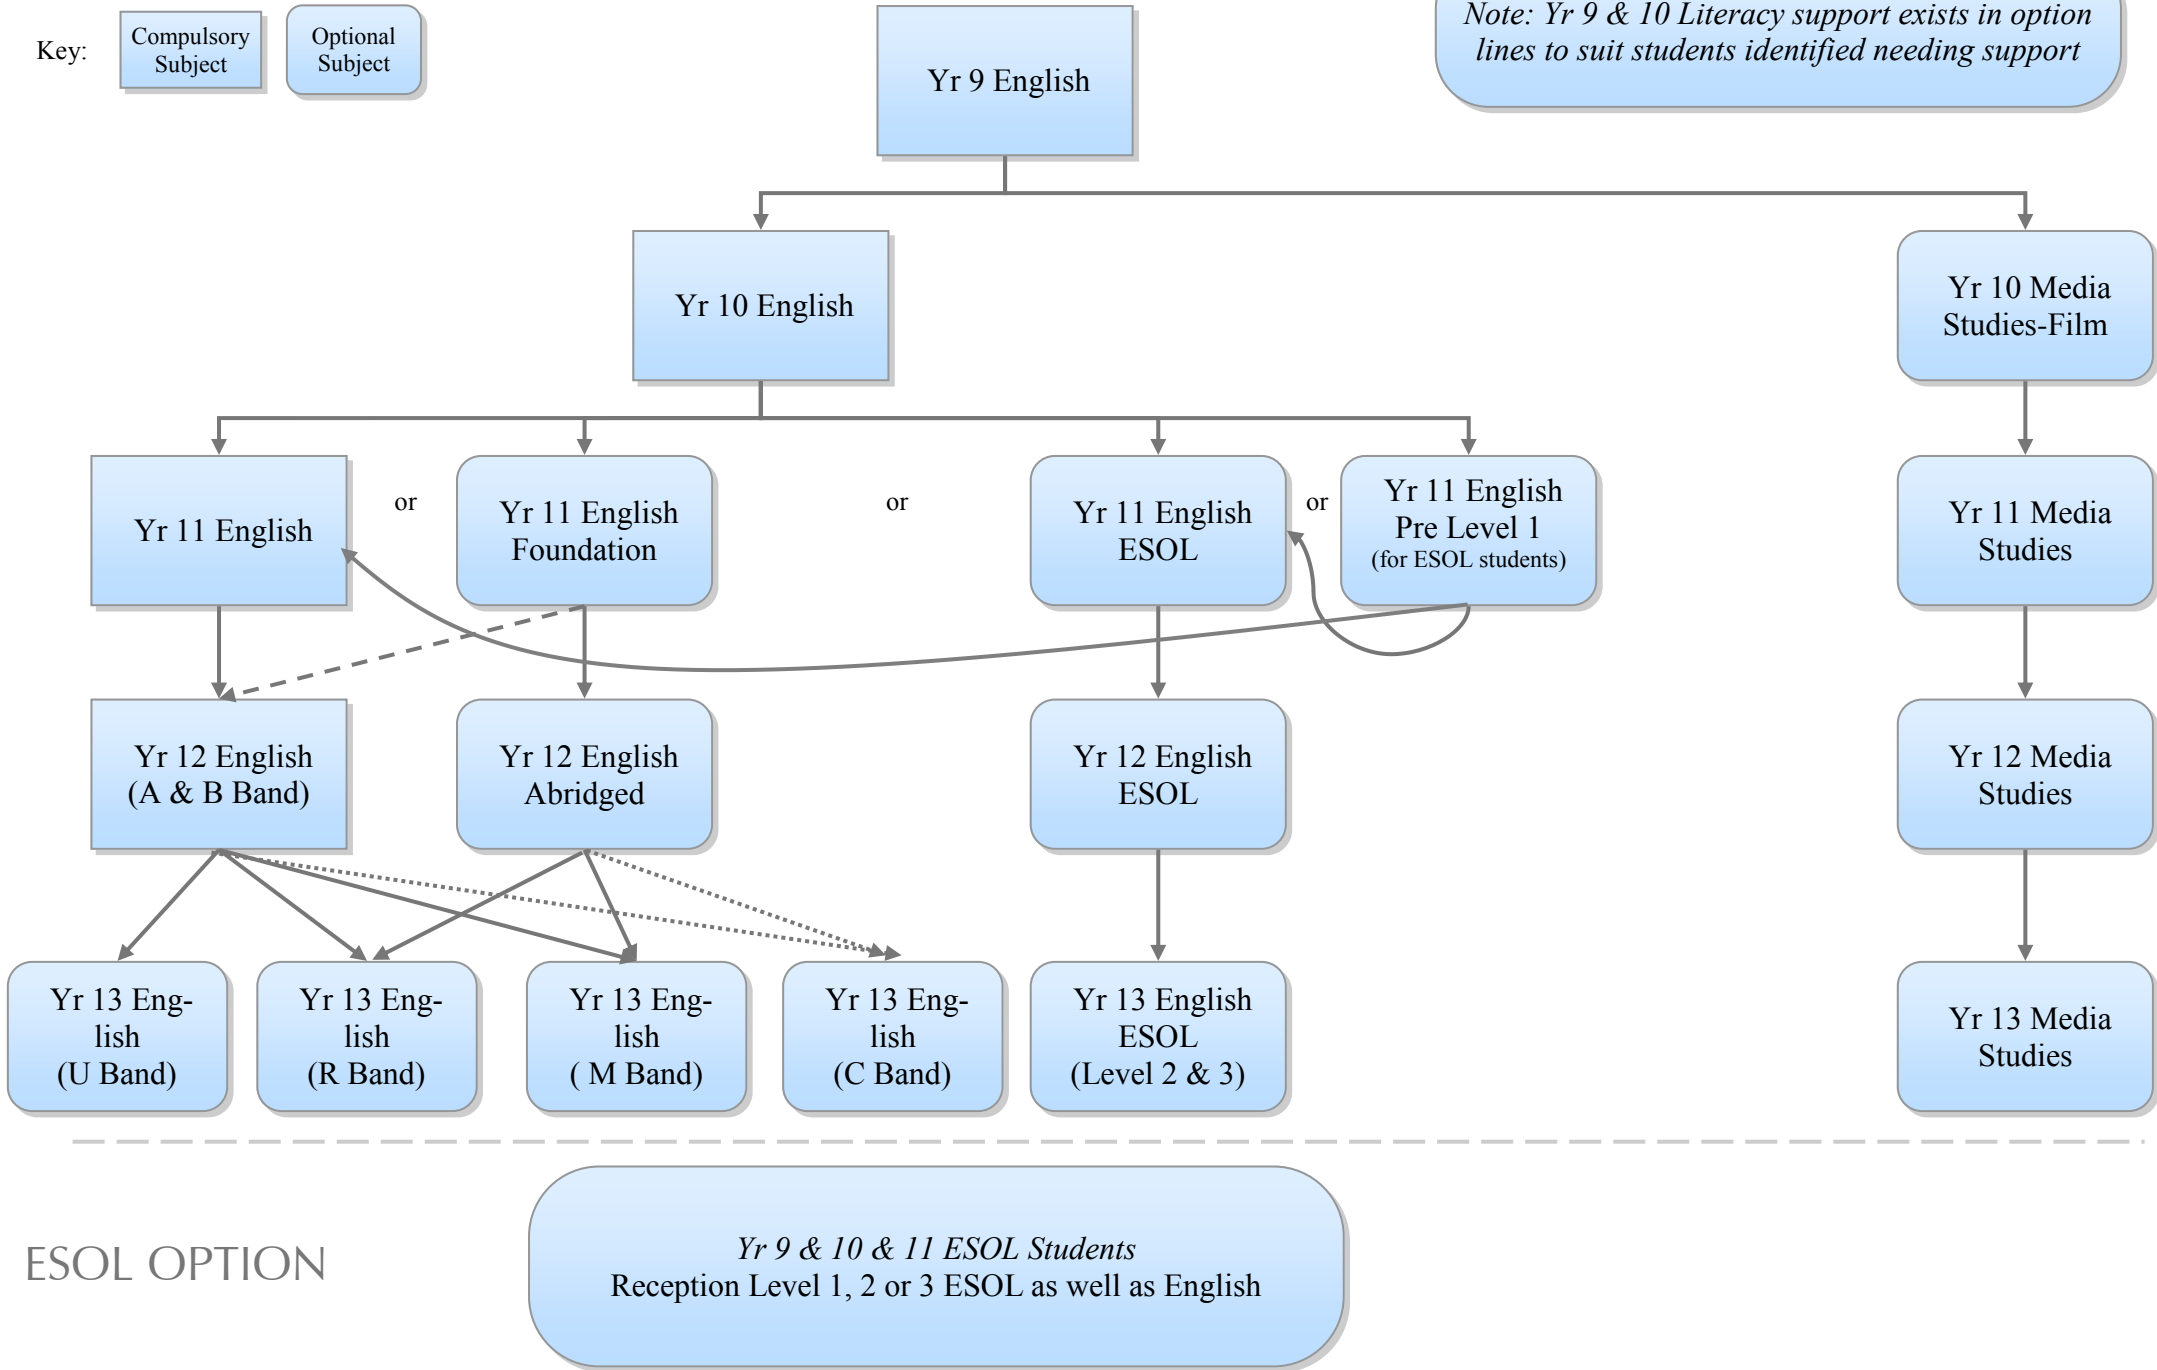 Key:
Compulsory
Subject
Optional
Subject
Yr 9 English
Note: Yr 9 & 10 Literacy support exists in option
lines to suit students identified needing support
Yr 10 English
Yr 10 Media
Studies-Film
Yr 11 English
or
Yr 11 English
Foundation
or
Yr 11 English
ESOL
or
Yr 11 English
Pre Level 1
(for ESOL students)
Yr 11 Media
Studies
Yr 12 English
(A & B Band)
Yr 12 English
Abridged
Yr 12 English
ESOL
Yr 12 Media
Studies
Yr 13 Eng-
lish
(U Band)
Yr 13 Eng-
lish
(R Band)
Yr 13 Eng-
lish
( M Band)
Yr 13 Eng-
lish
(C Band)
Yr 13 English
ESOL
(Level 2 & 3)
Yr 13 Media
Studies
ESOL OPTION
Yr 9 & 10 & 11 ESOL Students
Reception Level 1, 2 or 3 ESOL as well as English